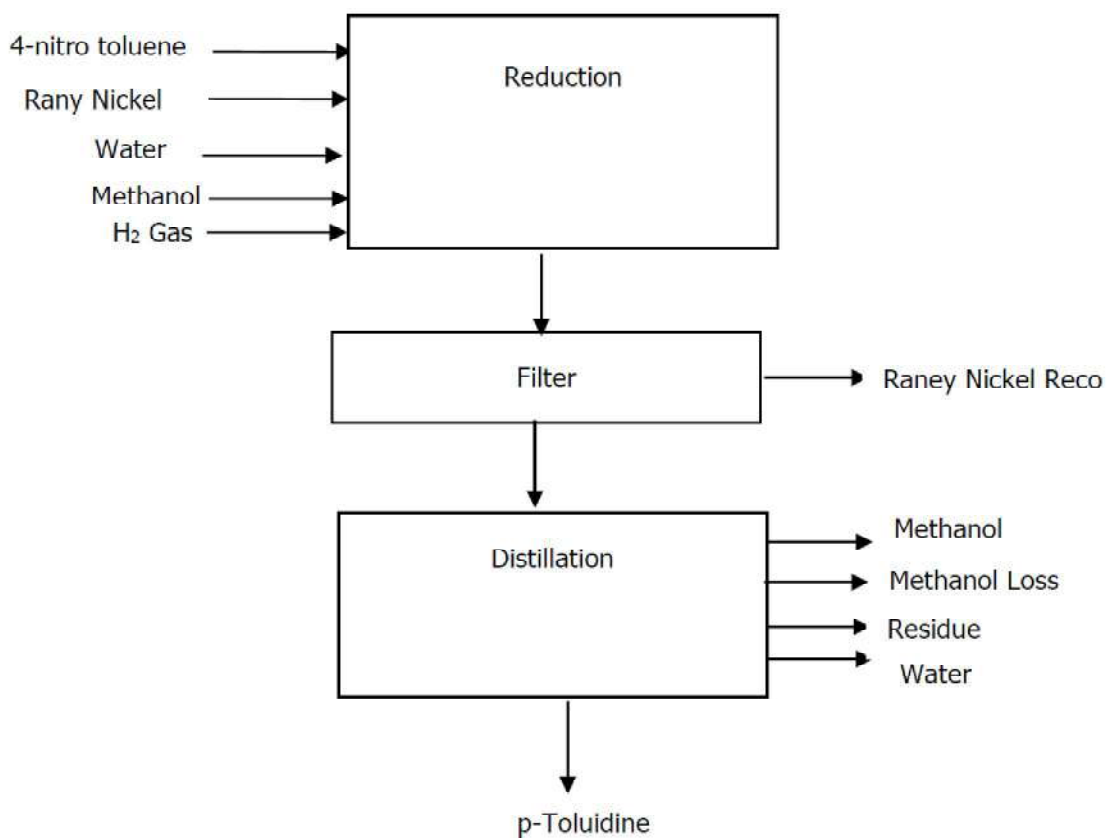 4-nitro toluene
Rany Nickel
Water
Methanol
H₂ Gas
Reduction
Filter
Raney Nickel Reco
Distillation
Methanol
Methanol Loss
Residue
Water
p-Toluidine